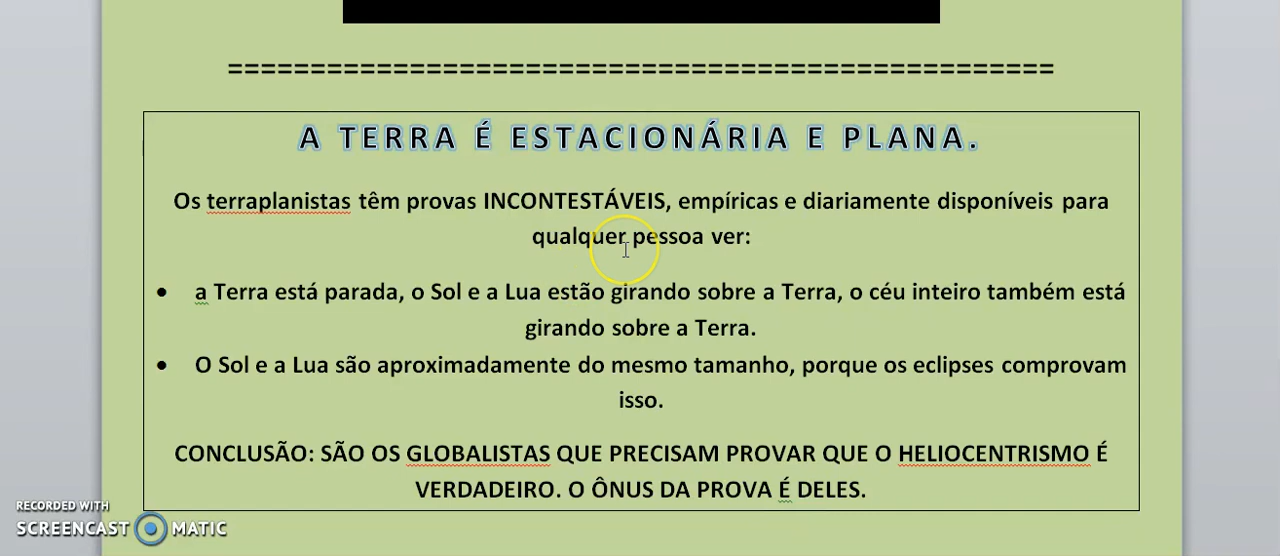 ==================================================
A TERRA É ESTACIONÁRIA E PLANA.
Os terraplanistas têm provas INCONTESTÁVEIS, empíricas e diariamente disponíveis para
qualquer pessoa ver:
• a Terra está parada, o Sol e a Lua estão girando sobre a Terra, o céu inteiro também está
girando sobre a Terra.
• O Sol e a Lua são aproximadamente do mesmo tamanho, porque os eclipses comprovam
isso.
CONCLUSÃO: SÃO OS GLOBALISTAS QUE PRECISAM PROVAR QUE O HELIOCENTRISMO É
VERDADEIRO. O ÔNUS DA PROVA É DELES.
RECORDED WITH
SCREENCAST MATIC